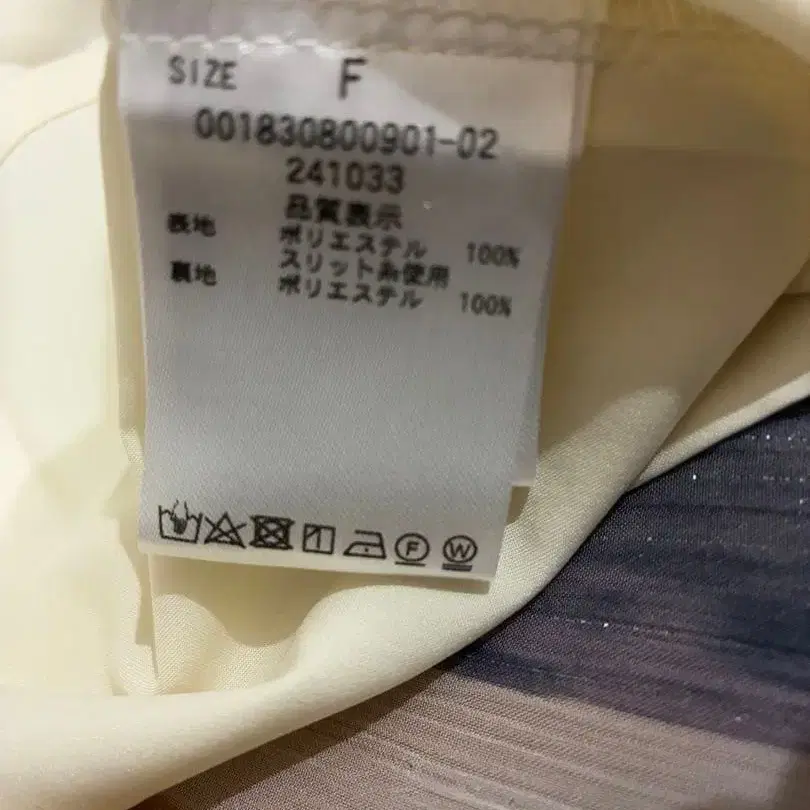 SIZE F
001830800901-02
241033
品質表示
表地 ポリエステル 100%
スリット糸使用
裏地 ポリエステル 100%
F W